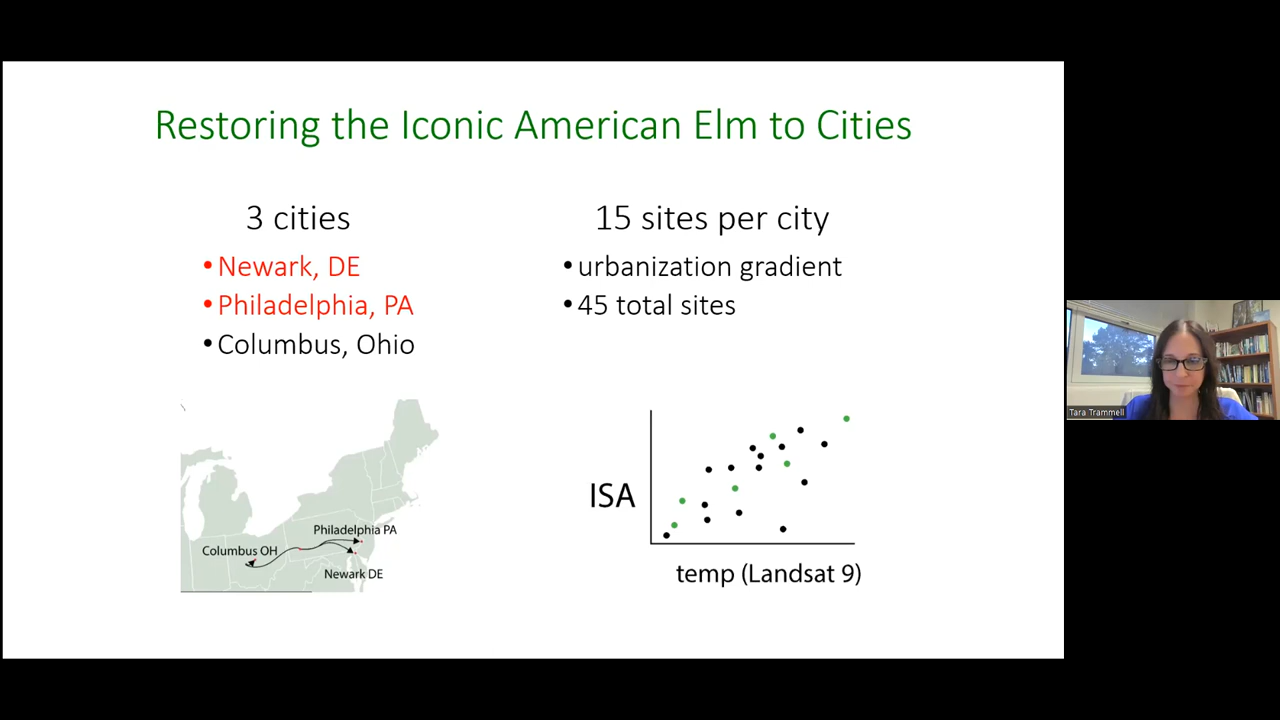 Restoring the Iconic American Elm to Cities
3 cities
•Newark, DE
•Philadelphia, PA
•Columbus, Ohio
15 sites per city
•urbanization gradient
•45 total sites
Philadelphia PA
Columbus OH
Newark DE
ISA
temp (Landsat 9)
Tara Trammell